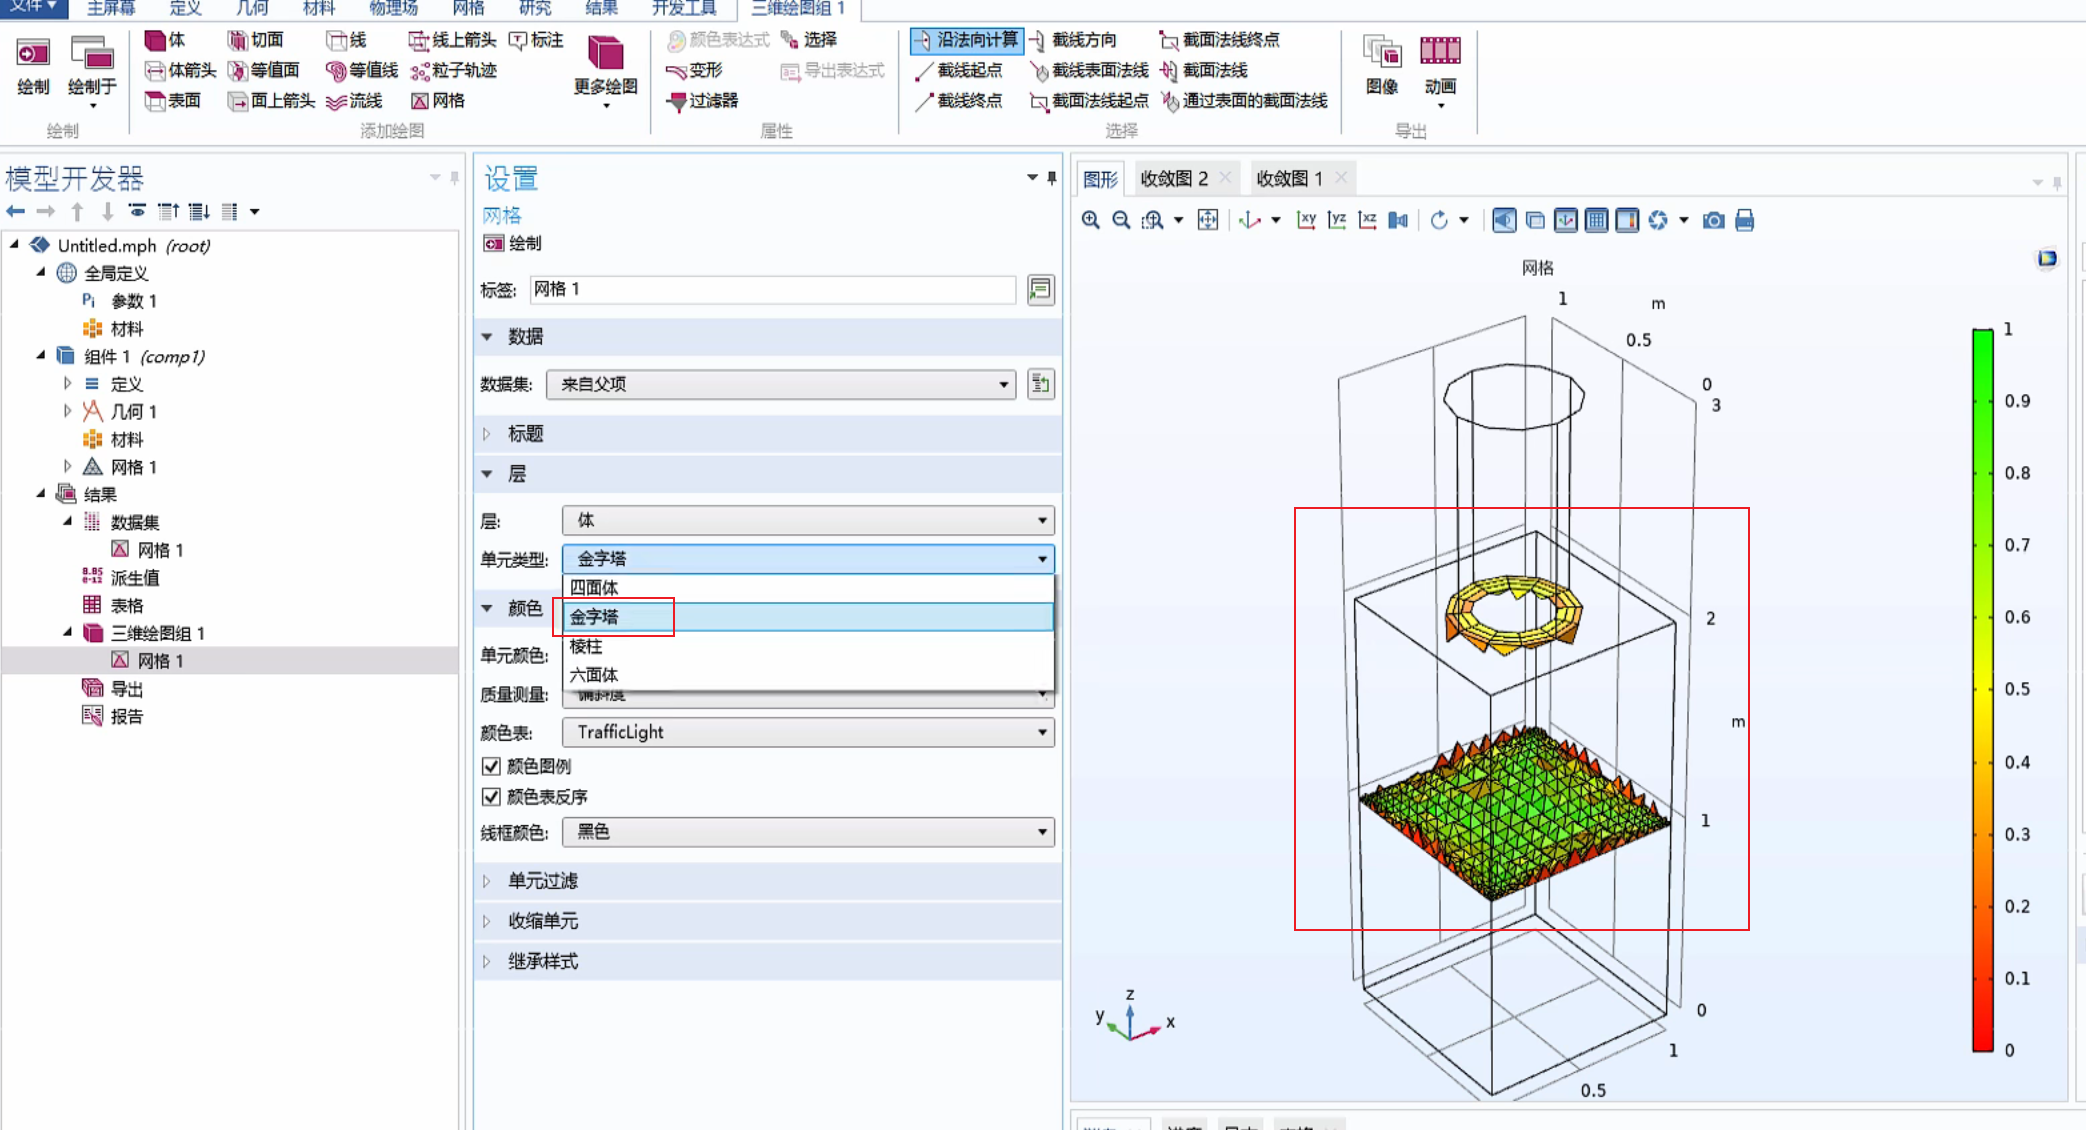 文件 主屏幕 定义 几何 材料 物理场 网格 研究 结果 开发工具 三维绘图组 1
体 切面 线 线上箭头 标注 颜色表达式 选择 沿法向计算 截线方向 截面法线终点
体箭头 等值面 等值线 粒子轨迹 变形 导出表达式 截线起点 截线表面法线 截面法线
绘制 绘制于 更多绘图 图像 动画
表面 面上箭头 流线 网格 过滤器 截线终点 截面法线起点 通过表面的截面法线
绘制 添加绘图 属性 选择 导出
模型开发器
Untitled.mph (root)
全局定义
Pi 参数 1
材料
组件 1 (comp1)
定义
几何 1
材料
网格 1
结果
数据集
网格 1
8.85
e-12 派生值
表格
三维绘图组 1
网格 1
导出
报告
设置
网格
绘制
标签: 网格 1
数据
数据集: 来自父项
标题
层
层: 体
单元类型: 金字塔
四面体
金字塔
棱柱
六面体
颜色
单元颜色:
质量测量: 偏斜度
颜色表: TrafficLight
颜色图例
颜色表反序
线框颜色: 黑色
单元过滤
收缩单元
继承样式
图形 收敛图 2 收敛图 1
xy yz xz
网格
1
m
0.5
0
3
2
m
1
0
1
0.5
z
y
x
1
0.9
0.8
0.7
0.6
0.5
0.4
0.3
0.2
0.1
0